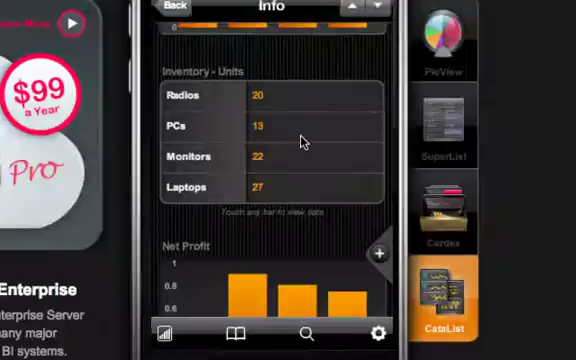 Back
Info
0
Inventory - Units
Radios 20
PCs 13
Monitors 22
Laptops 27
Touch any bar to view data
Net Profit
1
0.8
0.6
$99
a Year
Pro
Enterprise
terprise Server
many major
BI systems.
PieView
SuperList
Cardex
CataList